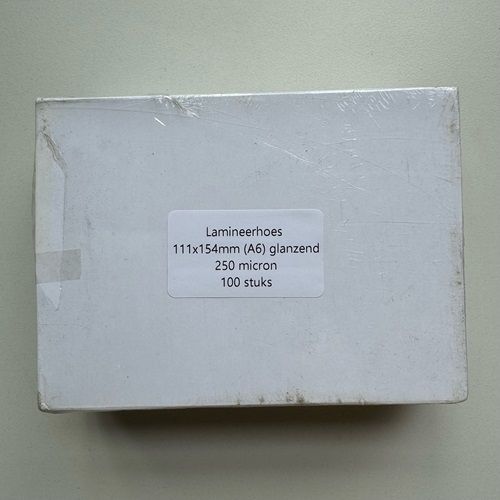 Lamineerhoes
111x154mm (A6) glanzend
250 micron
100 stuks